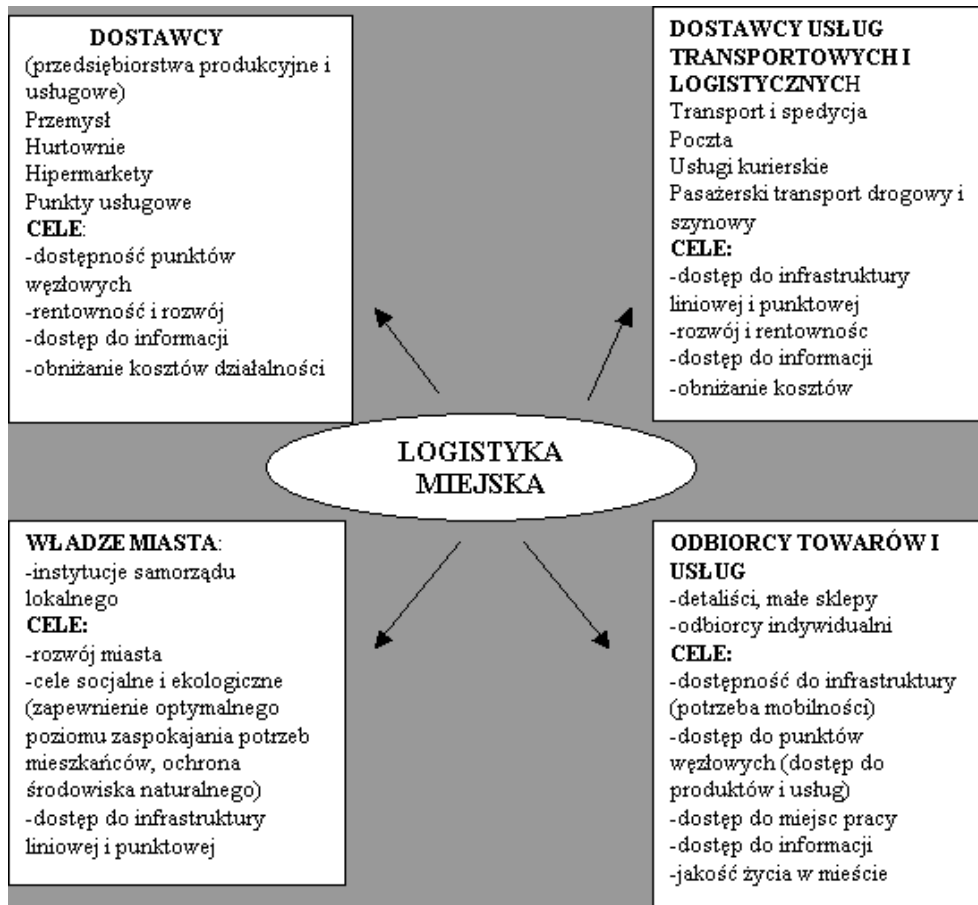 DOSTAWCY
(przedsiębiorstwa produkcyjne i
usługowe)
Przemysł
Hurtownie
Hipermarkety
Punkty usługowe
CELE:
-dostępność punktów
węzłowych
-rentowność i rozwój
-dostęp do informacji
-obniżanie kosztów działalności
DOSTAWCY USŁUG
TRANSPORTOWYCH I
LOGISTYCZNYCH
Transport i spedycja
Poczta
Usługi kurierskie
Pasażerski transport drogowy i
szynowy
CELE:
-dostęp do infrastruktury
liniowej i punktowej
-rozwój i rentownośc
-dostęp do informacji
-obniżanie kosztów
LOGISTYKA
MIEJSKA
WŁADZE MIASTA:
-instytucje samorządu
lokalnego
CELE:
-rozwój miasta
-cele socjalne i ekologiczne
(zapewnienie optymalnego
poziomu zaspokajania potrzeb
mieszkańców, ochrona
środowiska naturalnego)
-dostęp do infrastruktury
liniowej i punktowej
ODBIORCY TOWARÓW I
USŁUG
-detaliści, małe sklepy
-odbiorcy indywidualni
CELE:
-dostępność do infrastruktury
(potrzeba mobilności)
-dostęp do punktów
węzłowych (dostęp do
produktów i usług)
-dostęp do miejsc pracy
-dostęp do informacji
-jakość życia w mieście